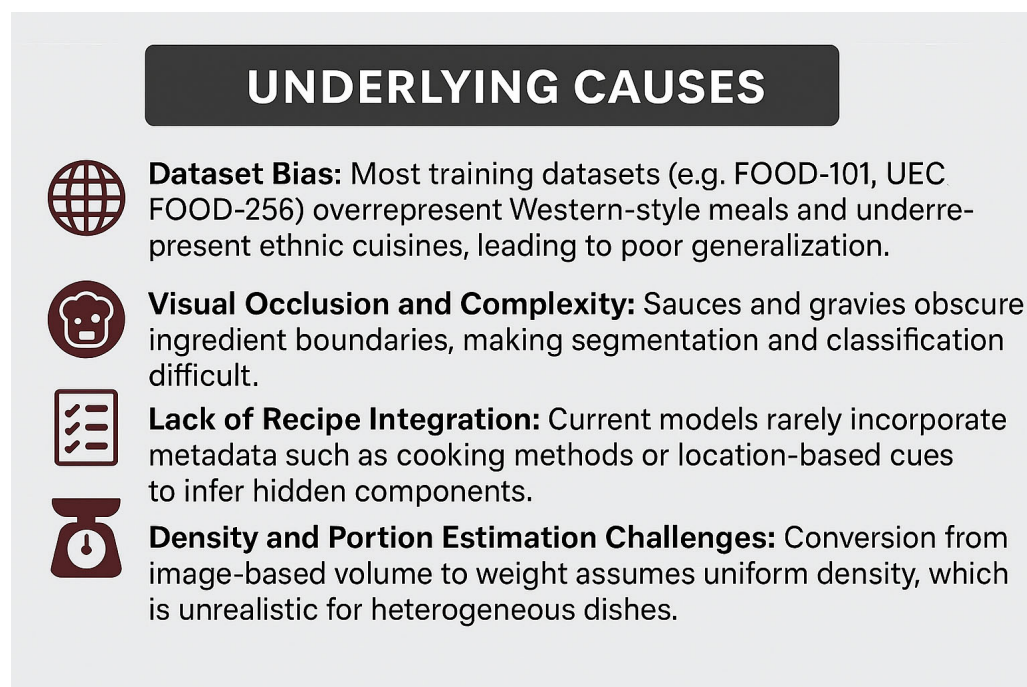 UNDERLYING CAUSES
Dataset Bias: Most training datasets (e.g. FOOD-101, UEC
FOOD-256) overrepresent Western-style meals and underre-
present ethnic cuisines, leading to poor generalization.
Visual Occlusion and Complexity: Sauces and gravies obscure
ingredient boundaries, making segmentation and classification
difficult.
Lack of Recipe Integration: Current models rarely incorporate
metadata such as cooking methods or location-based cues
to infer hidden components.
Density and Portion Estimation Challenges: Conversion from
image-based volume to weight assumes uniform density, which
is unrealistic for heterogeneous dishes.